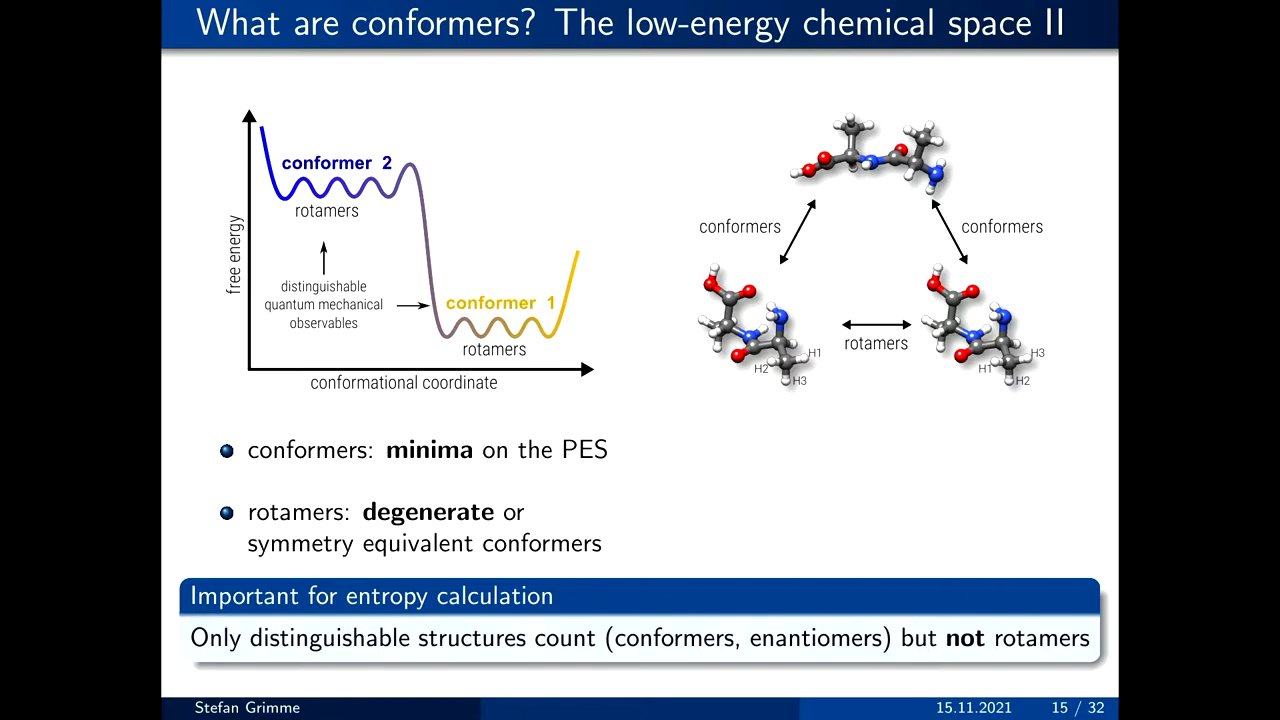 What are conformers? The low-energy chemical space II
free energy
conformer 2
rotamers
distinguishable
quantum mechanical
observables
conformer 1
rotamers
conformational coordinate
conformers
conformers
rotamers
H1
H2
H3
H3
H1
H2
conformers: minima on the PES
rotamers: degenerate or
symmetry equivalent conformers
Important for entropy calculation
Only distinguishable structures count (conformers, enantiomers) but not rotamers
Stefan Grimme
15.11.2021
15 / 32